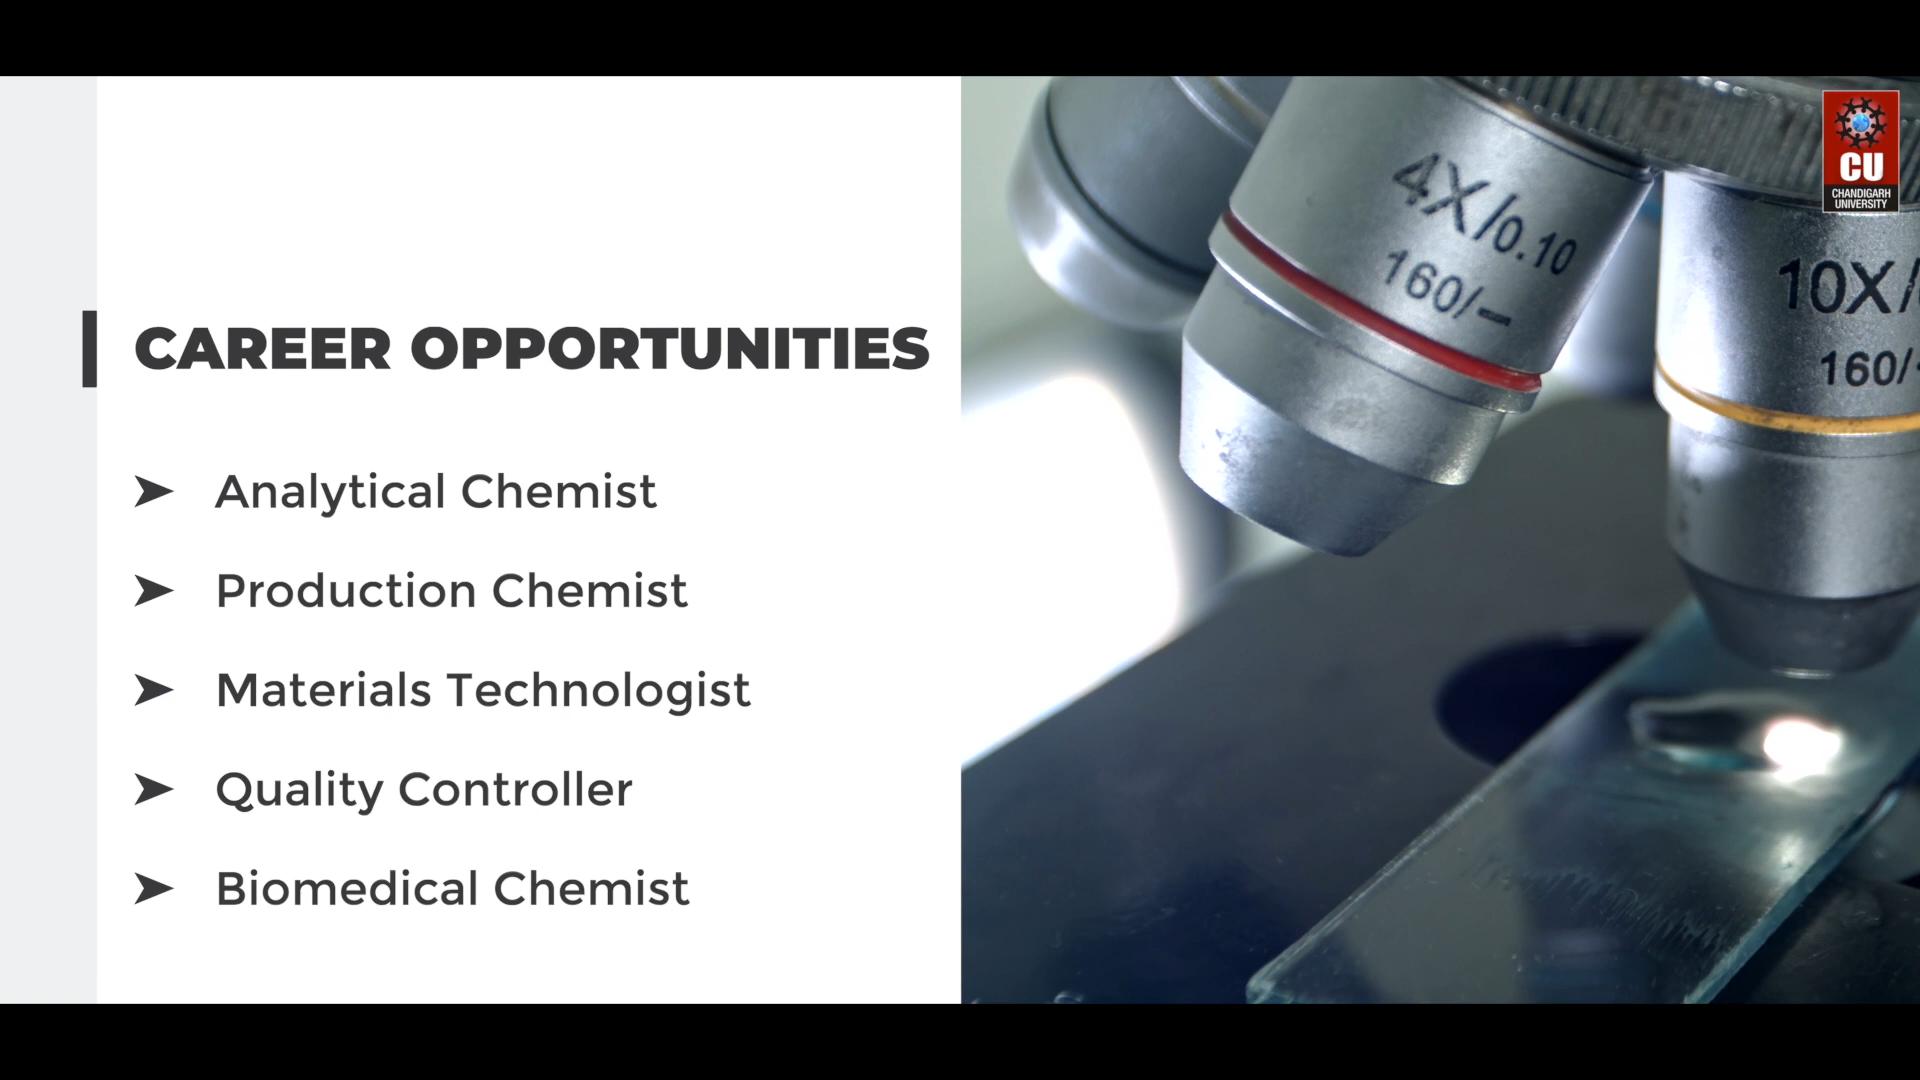 CAREER OPPORTUNITIES
➤ Analytical Chemist
➤ Production Chemist
➤ Materials Technologist
➤ Quality Controller
➤ Biomedical Chemist
4X/0.10
160/–
10X/
160/
CU
CHANDIGARH
UNIVERSITY